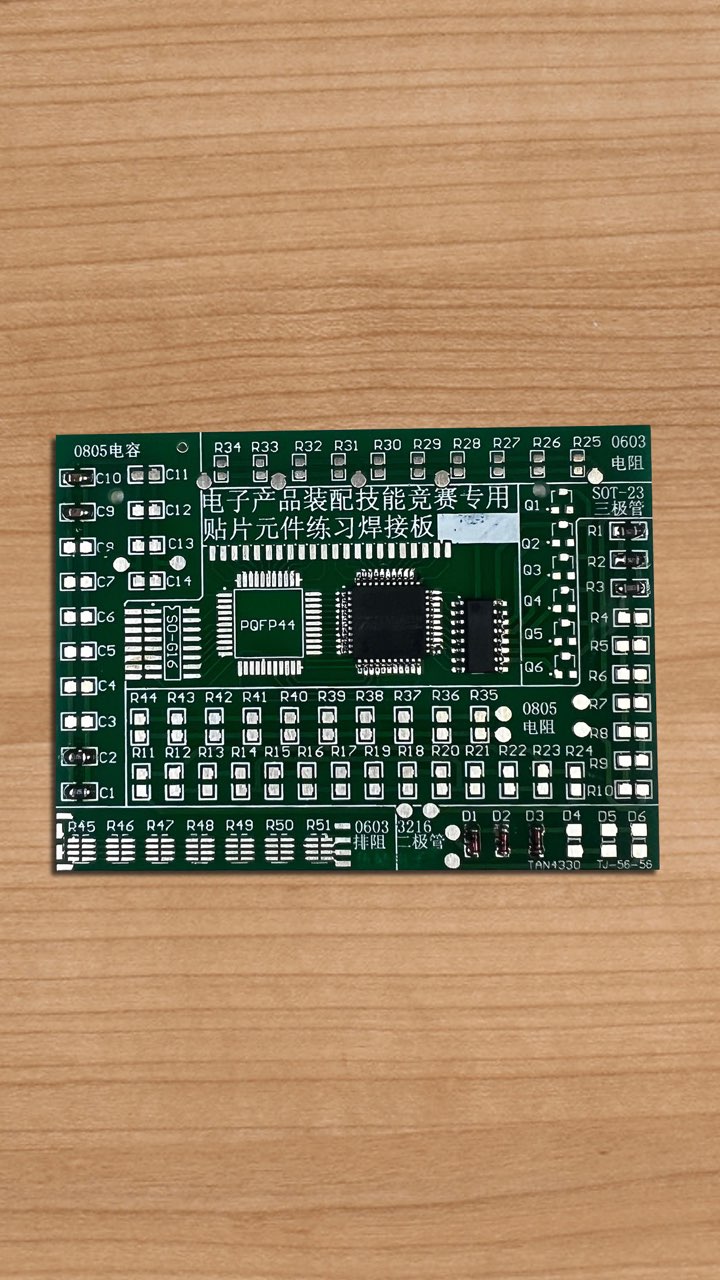 0805电容
R34 R33 R32 R31 R30 R29 R28 R27 R26 R25 0603
电阻
C10 C11
C9 C12
C8 C13
C7 C14
C6
C5
C4
C3
C2
C1
电子产品装配技能竞赛专用
贴片元件练习焊接板
SO-G16
PQFP44
Q1
Q2
Q3
Q4
Q5
Q6
SOT-23
三极管
R1
R2
R3
R4
R5
R6
R7
R8
R9
R10
R44 R43 R42 R41 R40 R39 R38 R37 R36 R35
0805
电阻
R11 R12 R13 R14 R15 R16 R17 R19 R18 R20 R21 R22 R23 R24
R45 R46 R47 R48 R49 R50 R51
0603
排阻
3216
二极管
D1 D2 D3 D4 D5 D6
TAN4330 TJ-56-56